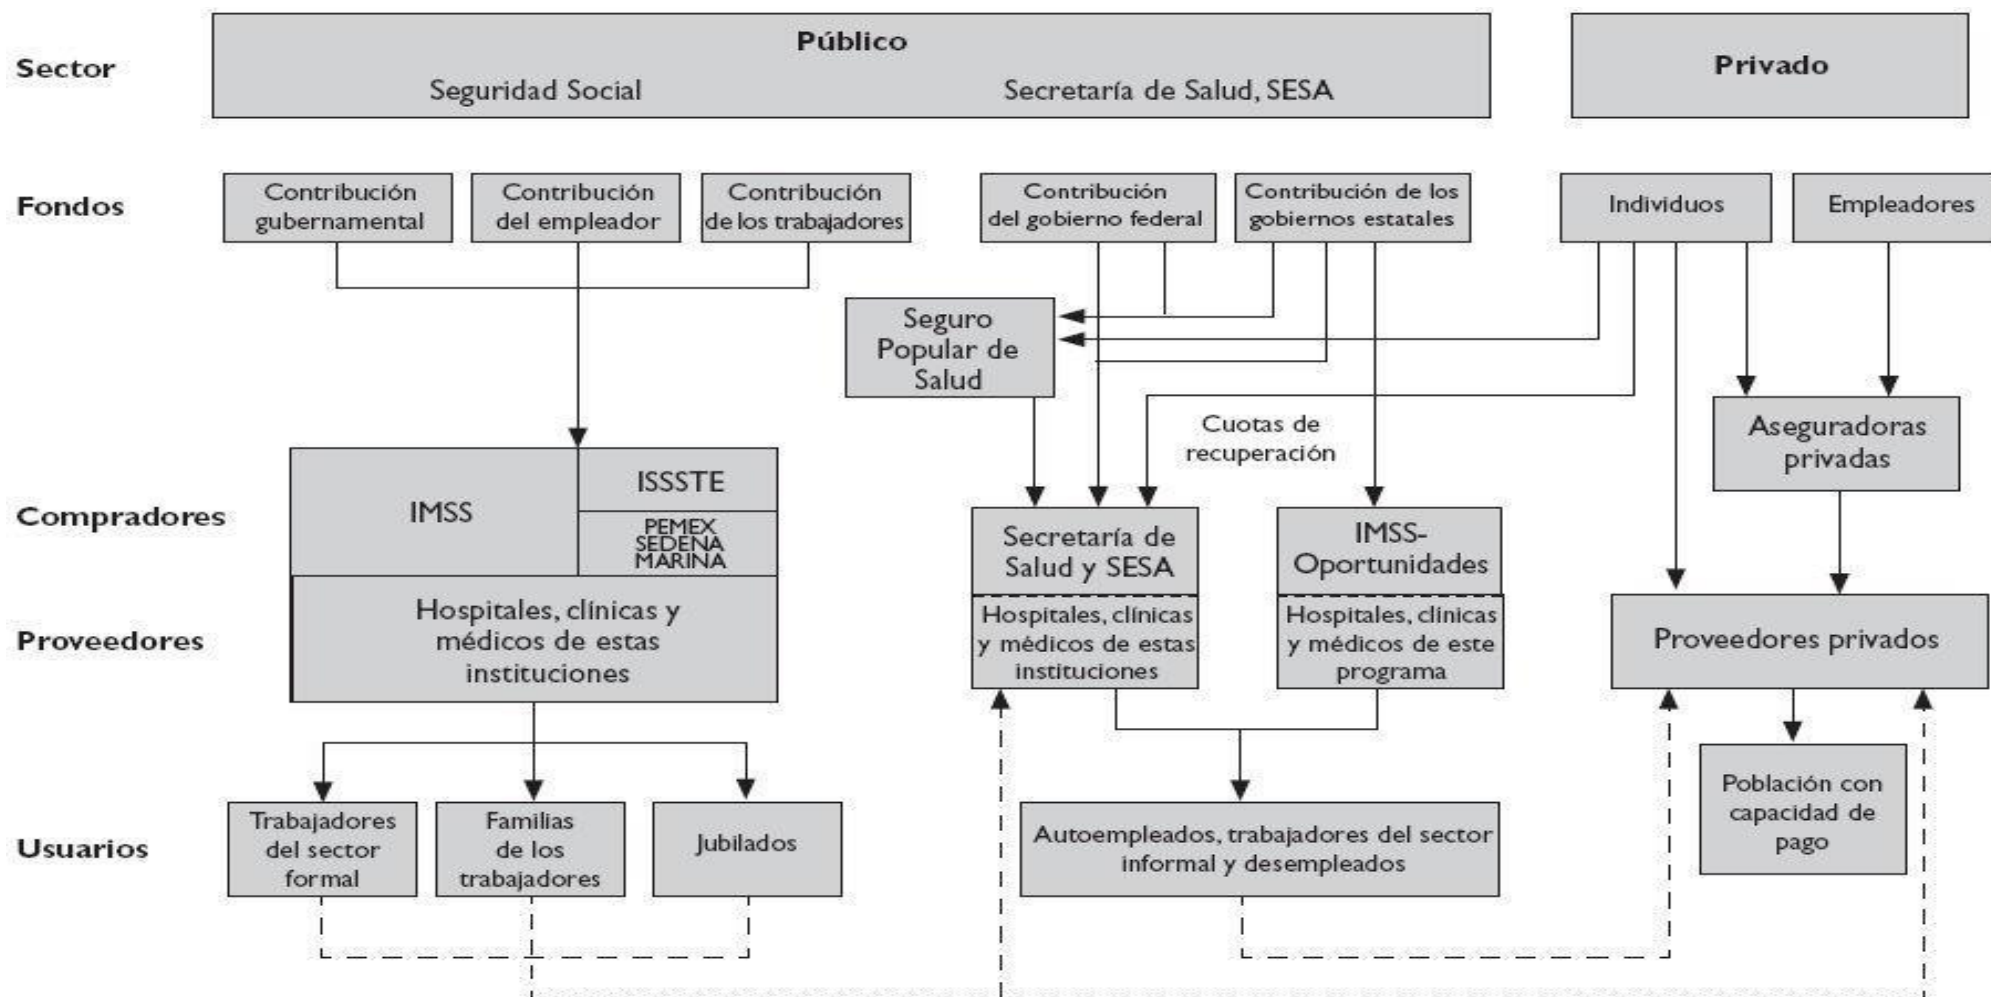 Sector
Público
Seguridad Social
Secretaría de Salud, SESA
Privado
Fondos
Contribución
gubernamental
Contribución
del empleador
Contribución
de los trabajadores
Contribución
del gobierno federal
Contribución de los
gobiernos estatales
Individuos
Empleadores
Seguro
Popular de
Salud
Cuotas de
recuperación
Aseguradoras
privadas
Compradores
IMSS
ISSSTE
PEMEX
SEDENA
MARINA
Secretaría de
Salud y SESA
IMSS-
Oportunidades
Proveedores
Hospitales, clínicas y
médicos de estas
instituciones
Hospitales, clínicas
y médicos de estas
instituciones
Hospitales, clínicas
y médicos de este
programa
Proveedores privados
Usuarios
Trabajadores
del sector
formal
Familias
de los
trabajadores
Jubilados
Autoempleados, trabajadores del sector
informal y desempleados
Población con
capacidad de
pago